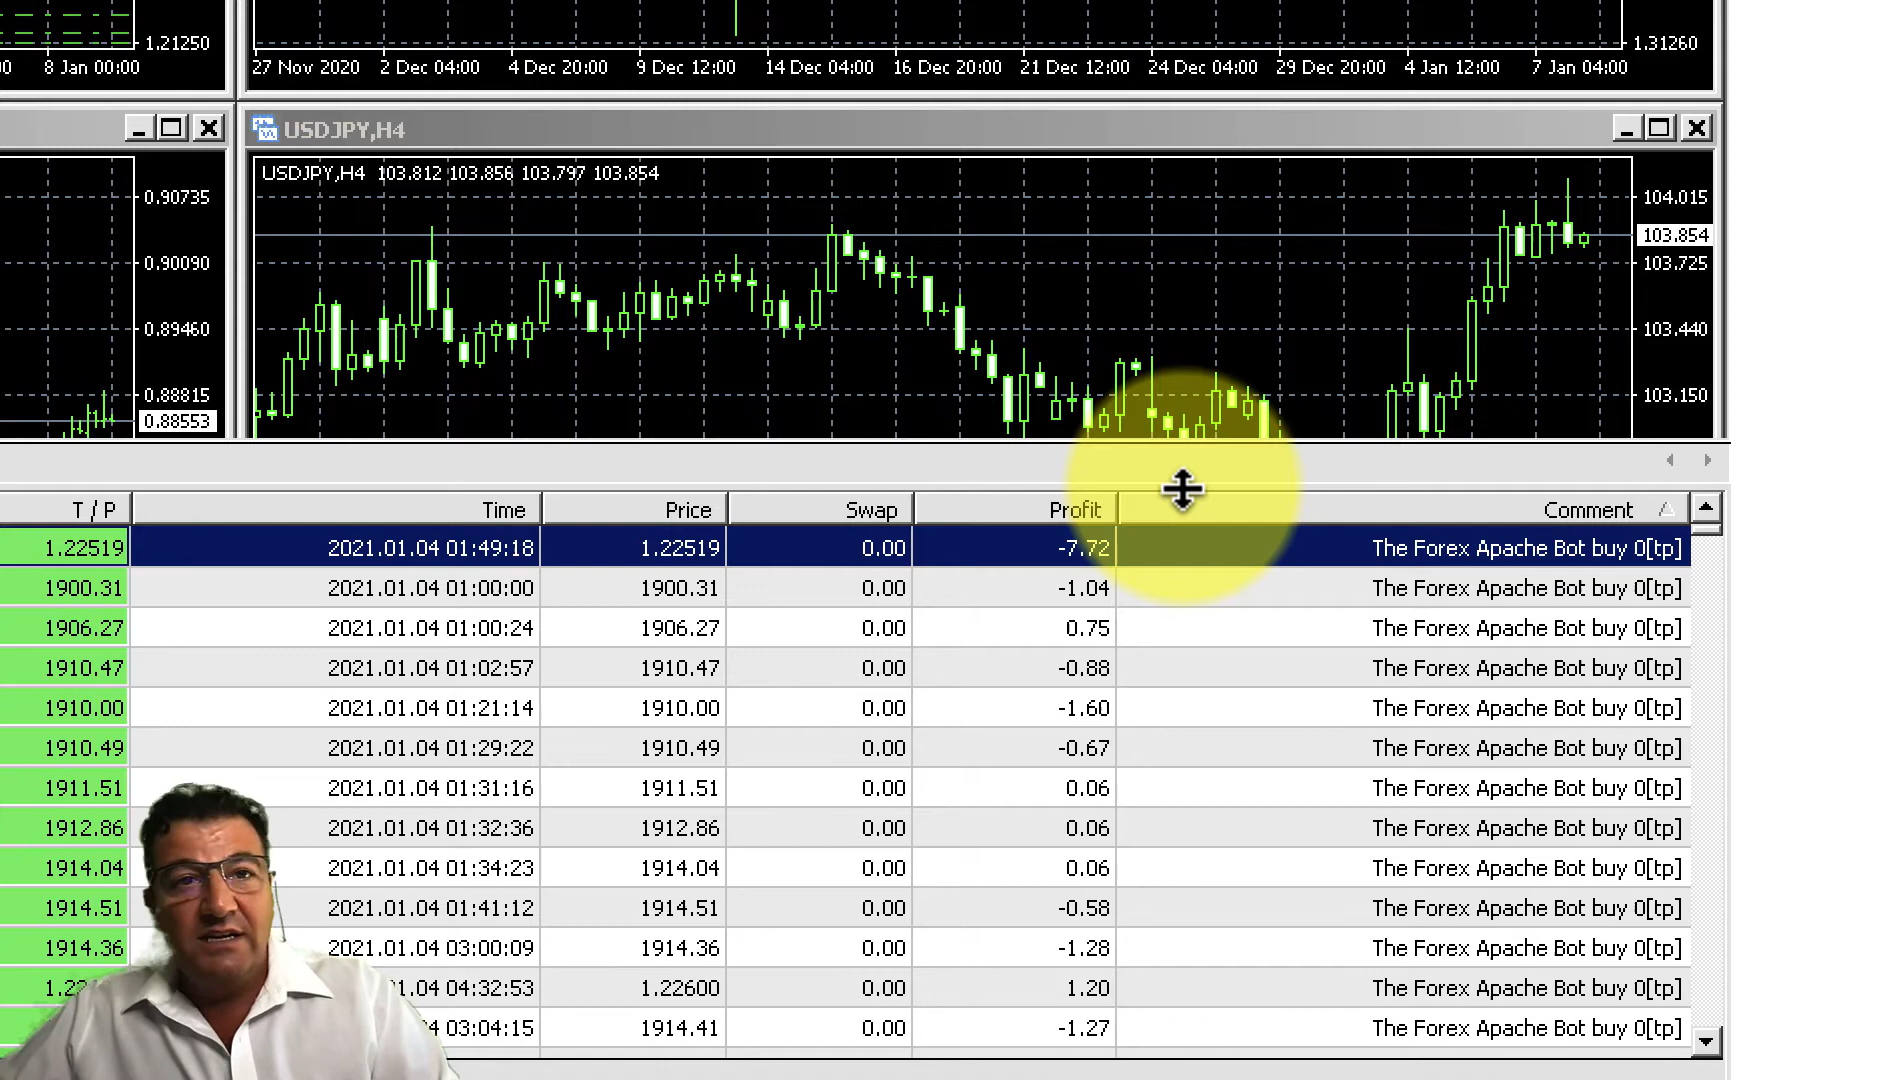 1.21250
1.31260
8 Jan 00:00
27 Nov 2020 2 Dec 04:00 4 Dec 20:00 9 Dec 12:00 14 Dec 04:00 16 Dec 20:00 21 Dec 12:00 24 Dec 04:00 29 Dec 20:00 4 Jan 12:00 7 Jan 04:00
USDJPY,H4
USDJPY,H4 103.812 103.856 103.797 103.854
0.90735
0.90090
0.89460
0.88815
0.88553
104.015
103.854
103.725
103.440
103.150
T / P Time Price Swap Profit Comment
1.22519 2021.01.04 01:49:18 1.22519 0.00 -7.72 The Forex Apache Bot buy 0[tp]
1900.31 2021.01.04 01:00:00 1900.31 0.00 -1.04 The Forex Apache Bot buy 0[tp]
1906.27 2021.01.04 01:00:24 1906.27 0.00 0.75 The Forex Apache Bot buy 0[tp]
1910.47 2021.01.04 01:02:57 1910.47 0.00 -0.88 The Forex Apache Bot buy 0[tp]
1910.00 2021.01.04 01:21:14 1910.00 0.00 -1.60 The Forex Apache Bot buy 0[tp]
1910.49 2021.01.04 01:29:22 1910.49 0.00 -0.67 The Forex Apache Bot buy 0[tp]
1911.51 2021.01.04 01:31:16 1911.51 0.00 0.06 The Forex Apache Bot buy 0[tp]
1912.86 2021.01.04 01:32:36 1912.86 0.00 0.06 The Forex Apache Bot buy 0[tp]
1914.04 2021.01.04 01:34:23 1914.04 0.00 0.06 The Forex Apache Bot buy 0[tp]
1914.51 2021.01.04 01:41:12 1914.51 0.00 -0.58 The Forex Apache Bot buy 0[tp]
1914.36 2021.01.04 03:00:09 1914.36 0.00 -1.28 The Forex Apache Bot buy 0[tp]
1.04 04:32:53 1.22600 0.00 1.20 The Forex Apache Bot buy 0[tp]
4 03:04:15 1914.41 0.00 -1.27 The Forex Apache Bot buy 0[tp]